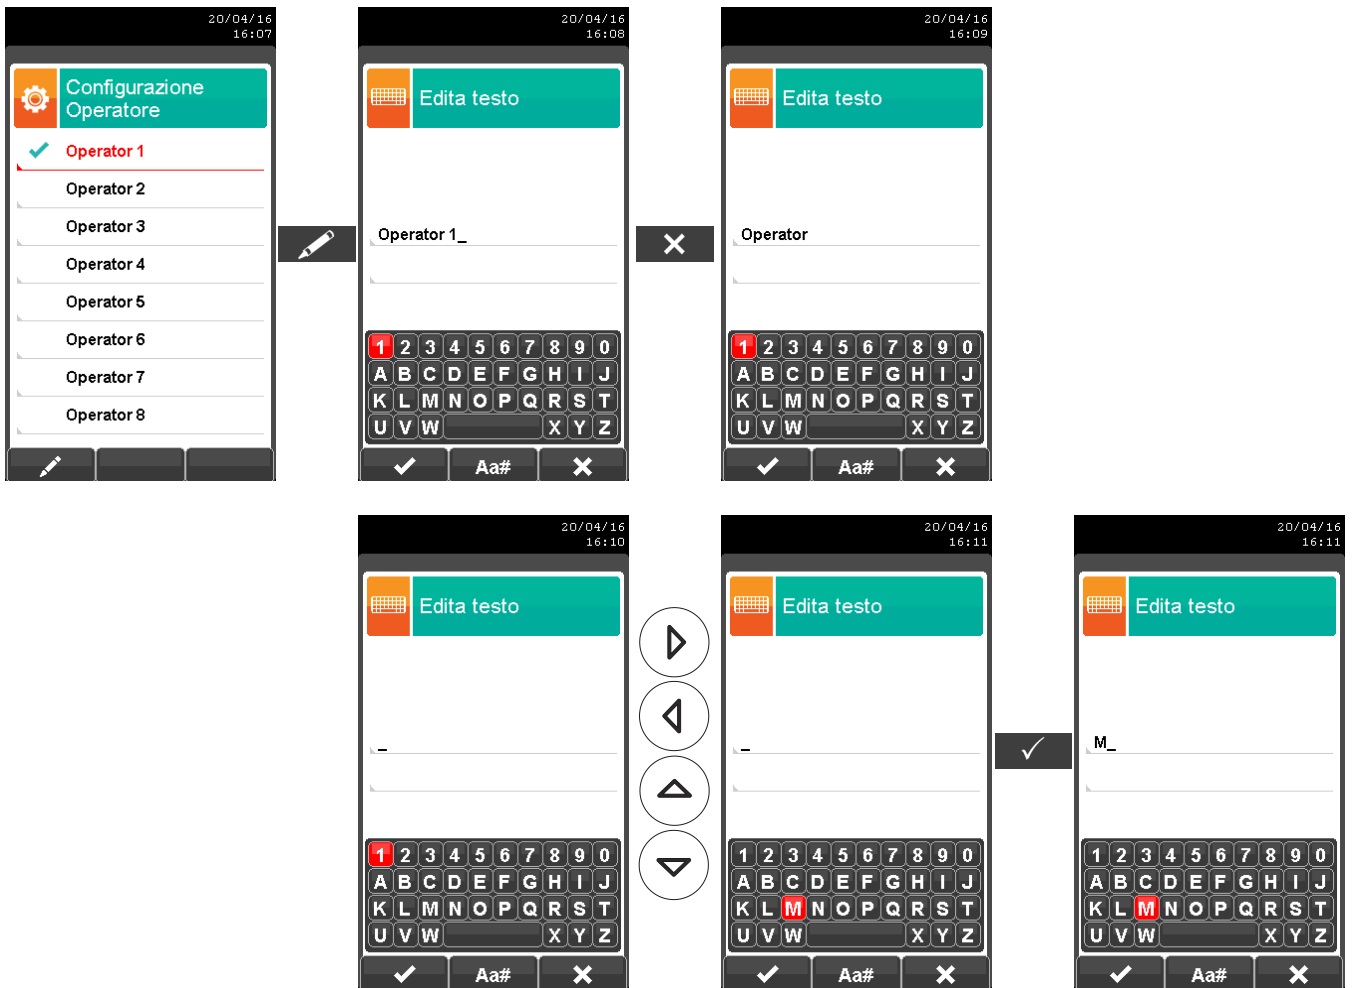 20/04/16
16:07
Configurazione
Operatore
Operator 1
Operator 2
Operator 3
Operator 4
Operator 5
Operator 6
Operator 7
Operator 8
20/04/16
16:08
Edita testo
Operator 1_
1 2 3 4 5 6 7 8 9 0
A B C D E F G H I J
K L M N O P Q R S T
U V W X Y Z
Aa#
20/04/16
16:09
Edita testo
Operator
1 2 3 4 5 6 7 8 9 0
A B C D E F G H I J
K L M N O P Q R S T
U V W X Y Z
Aa#
20/04/16
16:10
Edita testo
_
1 2 3 4 5 6 7 8 9 0
A B C D E F G H I J
K L M N O P Q R S T
U V W X Y Z
Aa#
20/04/16
16:11
Edita testo
_
1 2 3 4 5 6 7 8 9 0
A B C D E F G H I J
K L M N O P Q R S T
U V W X Y Z
Aa#
20/04/16
16:11
Edita testo
M_
1 2 3 4 5 6 7 8 9 0
A B C D E F G H I J
K L M N O P Q R S T
U V W X Y Z
Aa#